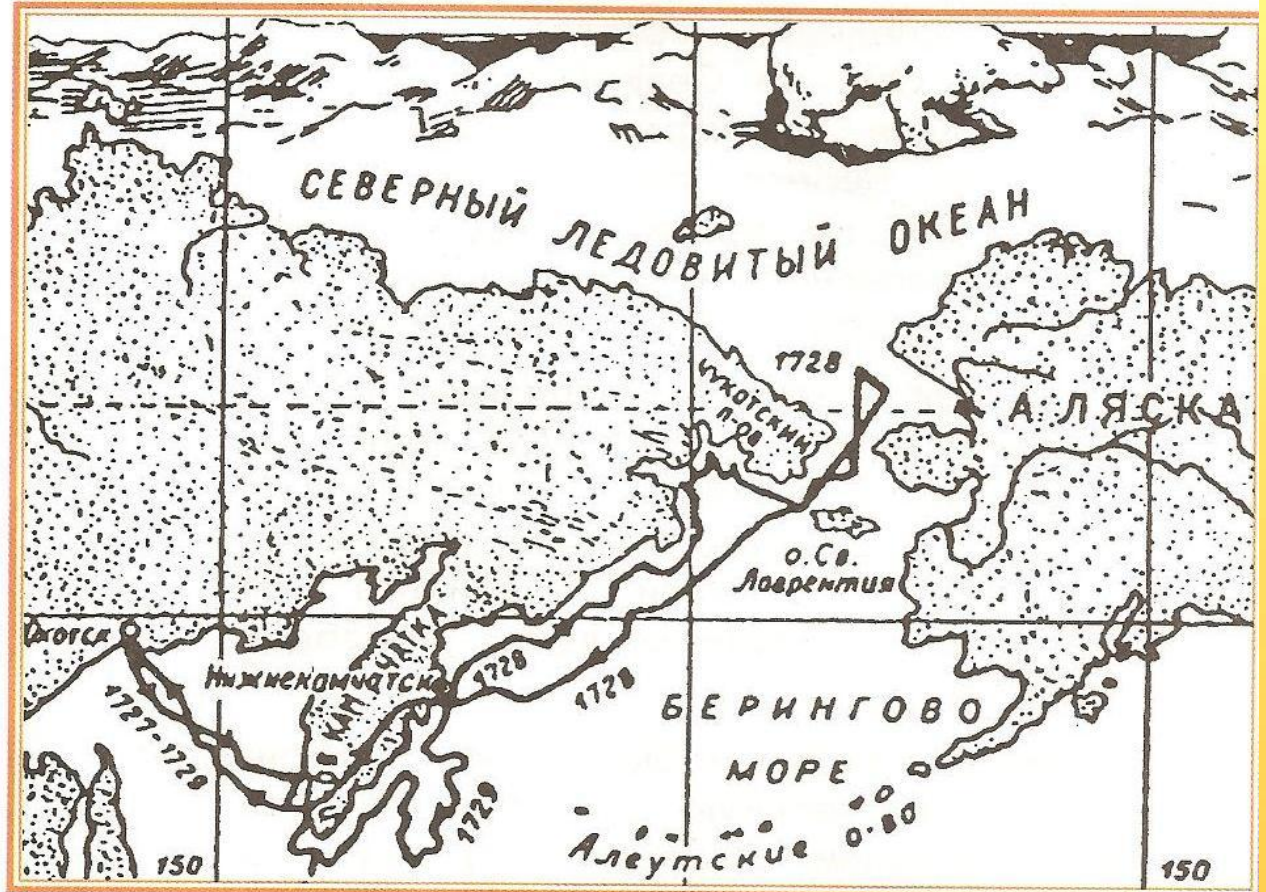 СЕВЕРНЫЙ ЛЕДОВИТЫЙ ОКЕАН
1728
ЧУКОТСКИЙ
П-ОВ
АЛЯСКА
о. Св.
Лаврентия
Охотск
Нижнекамчатск
П-ОВ КАМЧАТКА
1728
1728
1727-1729
1729
БЕРИНГОВО
МОРЕ
Алеутские о-ва
150
150